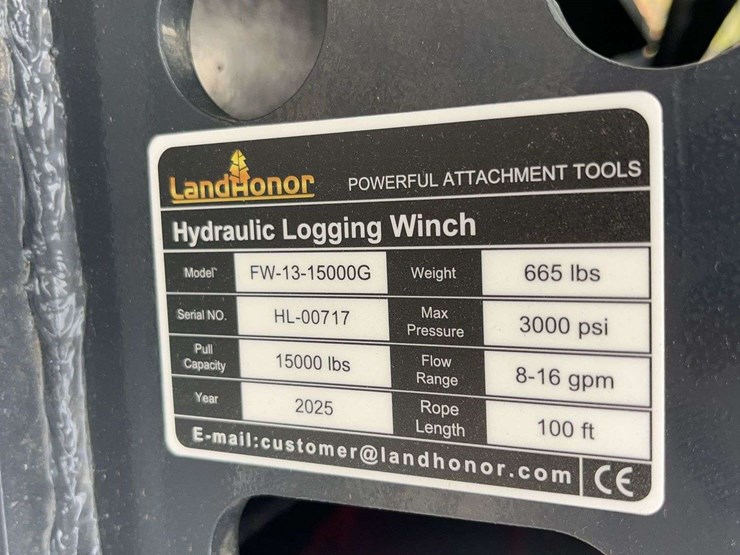 LandHonor POWERFUL ATTACHMENT TOOLS
Hydraulic Logging Winch
Model FW-13-15000G Weight 665 lbs
Serial NO. HL-00717 Max Pressure 3000 psi
Pull Capacity 15000 lbs Flow Range 8-16 gpm
Year 2025 Rope Length 100 ft
E-mail:customer@landhonor.com CE